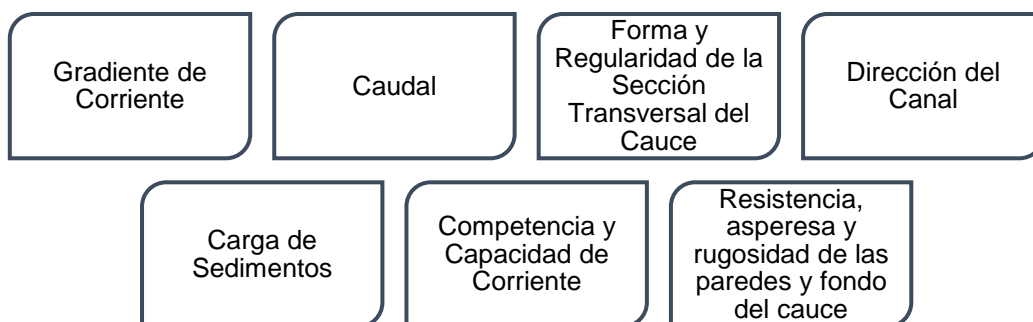 Gradiente de
Corriente
Caudal
Forma y
Regularidad de la
Sección
Transversal del
Cauce
Dirección del
Canal
Carga de
Sedimentos
Competencia y
Capacidad de
Corriente
Resistencia,
asperesa y
rugosidad de las
paredes y fondo
del cauce